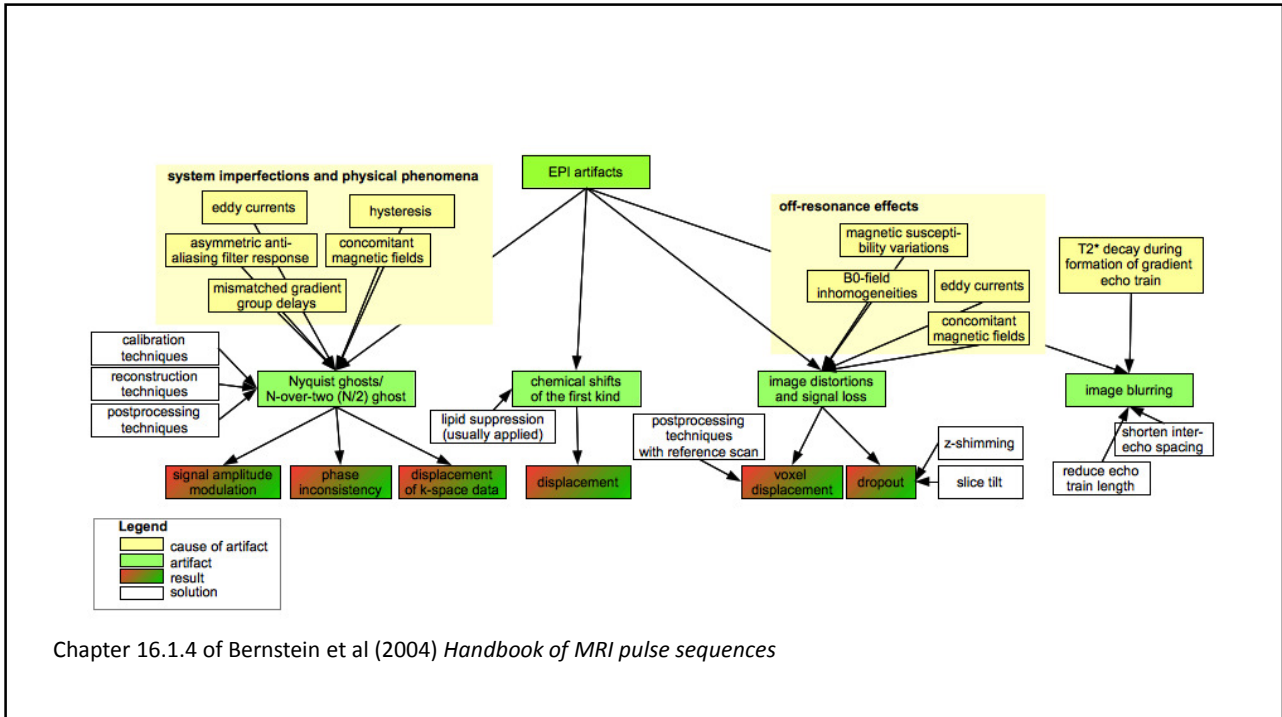 EPI artifacts
system imperfections and physical phenomena
eddy currents
hysteresis
asymmetric anti-
aliasing filter response
concomitant
magnetic fields
mismatched gradient
group delays
off-resonance effects
magnetic suscepti-
bility variations
B0-field
inhomogeneities
eddy currents
concomitant
magnetic fields
T2* decay during
formation of gradient
echo train
calibration
techniques
reconstruction
techniques
postprocessing
techniques
Nyquist ghosts/
N-over-two (N/2) ghost
chemical shifts
of the first kind
image distortions
and signal loss
image blurring
lipid suppression
(usually applied)
postprocessing
techniques
with reference scan
z-shimming
slice tilt
shorten inter-
echo spacing
reduce echo
train length
signal amplitude
modulation
phase
inconsistency
displacement
of k-space data
displacement
voxel
displacement
dropout
Legend
cause of artifact
artifact
result
solution
Chapter 16.1.4 of Bernstein et al (2004) Handbook of MRI pulse sequences